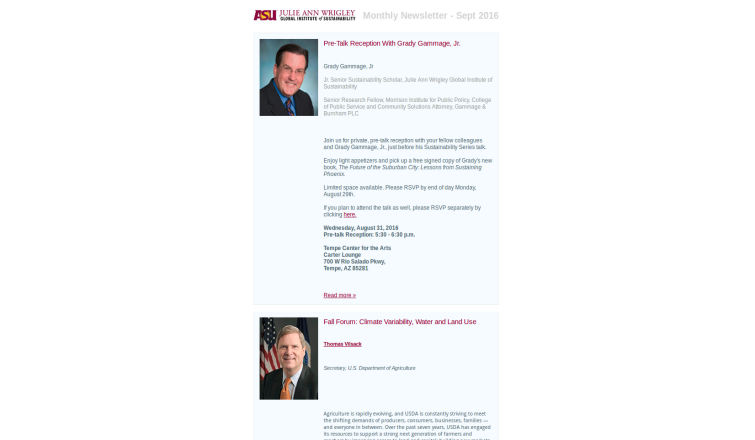 ASU JULIE ANN WRIGLEY
GLOBAL INSTITUTE of SUSTAINABILITY
Monthly Newsletter - Sept 2016
Pre-Talk Reception With Grady Gammage, Jr.
Grady Gammage, Jr
Jr. Senior Sustainability Scholar, Julie Ann Wrigley Global Institute of
Sustainability
Senior Research Fellow, Morrison Institute for Public Policy, College
of Public Service and Community Solutions Attorney, Gammage &
Burnham PLC
Join us for private, pre-talk reception with your fellow colleagues
and Grady Gammage, Jr., just before his Sustainability Series talk.
Enjoy light appetizers and pick up a free signed copy of Grady's new
book, The Future of the Suburban City: Lessons from Sustaining
Phoenix.
Limited space available. Please RSVP by end of day Monday,
August 29th.
If you plan to attend the talk as well, please RSVP separately by
clicking here.
Wednesday, August 31, 2016
Pre-talk Reception: 5:30 - 6:30 p.m.
Tempe Center for the Arts
Carter Lounge
700 W Rio Salado Pkwy,
Tempe, AZ 85281
Read more »
Fall Forum: Climate Variability, Water and Land Use
Thomas Vilsack
Secretary, U.S. Department of Agriculture
Agriculture is rapidly evolving, and USDA is constantly striving to meet
the shifting demands of producers, consumers, businesses, families —
and everyone in between. Over the past seven years, USDA has engaged
its resources to support a strong next generation of farmers and